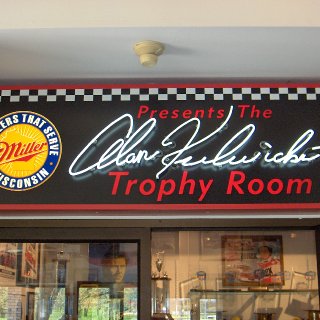 Presents The
ERS THAT SERVE
Miller
WISCONSIN
Alan Kulwicki
Trophy Room